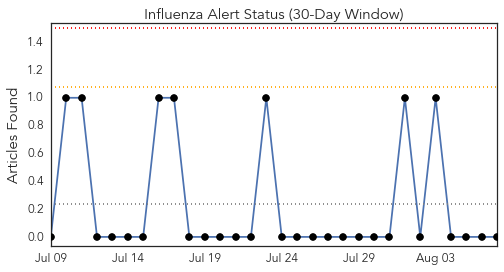 Influenza Alert Status (30-Day Window)
Articles Found
1.4
1.2
1.0
0.8
0.6
0.4
0.2
0.0
Jul 09 Jul 14 Jul 19 Jul 24 Jul 29 Aug 03